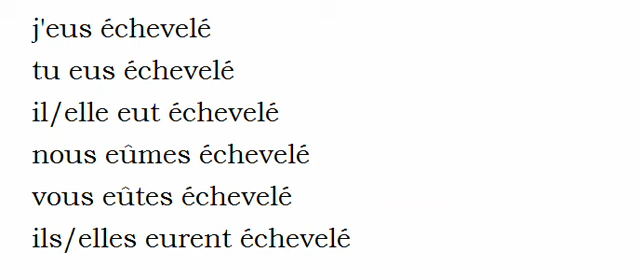 j'eus échevelé
tu eus échevelé
il/elle eut échevelé
nous eûmes échevelé
vous eûtes échevelé
ils/elles eurent échevelé